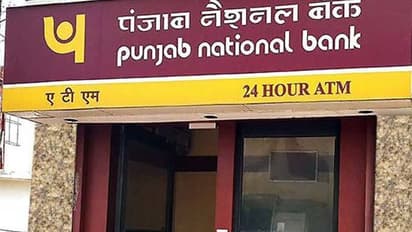 पंजाब नैशनल बैंक
punjab national bank
ए टी एम 24 HOUR ATM